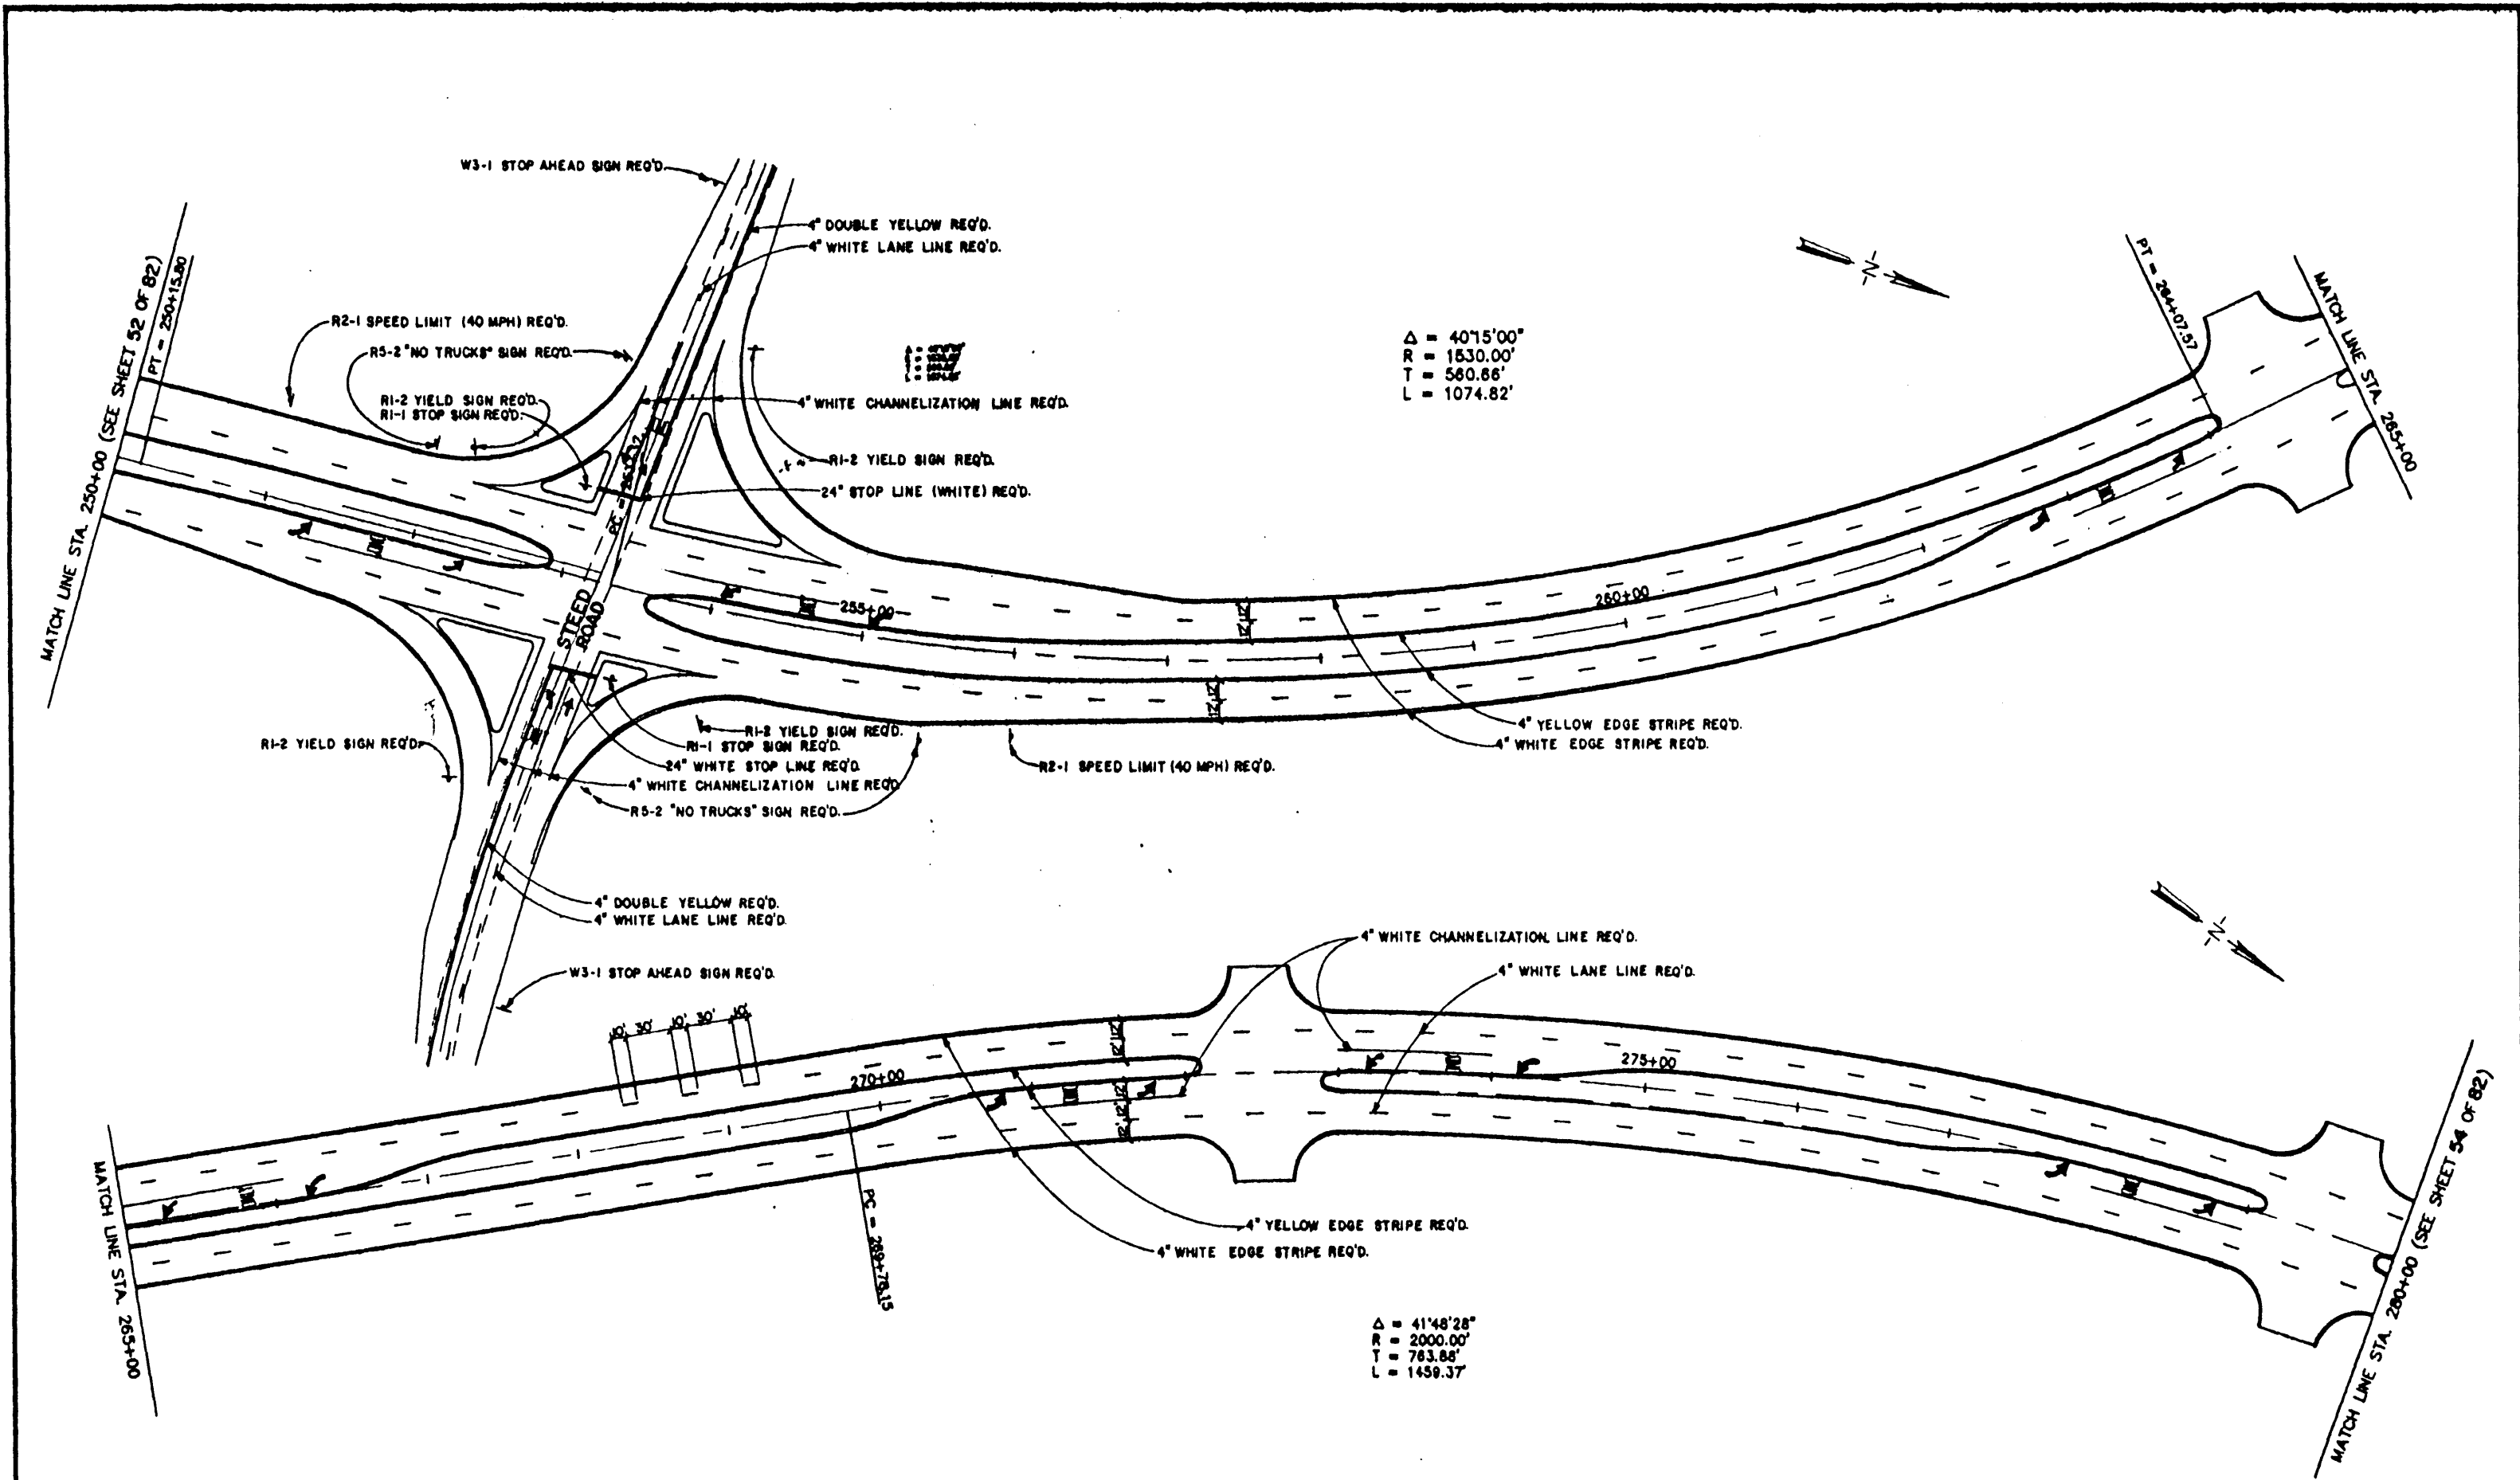 W3-1 STOP AHEAD SIGN REQ'D.
4" DOUBLE YELLOW REQ'D.
4" WHITE LANE LINE REQ'D.
MATCH LINE STA. 250+00 (SEE SHEET 52 OF 82)
PT = 250+15.80
R2-1 SPEED LIMIT (40 MPH) REQ'D.
R5-2 "NO TRUCKS" SIGN REQ'D.
R1-2 YIELD SIGN REQ'D.
R1-1 STOP SIGN REQ'D.
4" WHITE CHANNELIZATION LINE REQ'D.
R1-2 YIELD SIGN REQ'D.
24" STOP LINE (WHITE) REQ'D.
PC =
-N-
Δ = 40°15'00"
R = 1530.00'
T = 560.66'
L = 1074.82'
PT = 264+07.57
MATCH LINE STA. 265+00
STEED
ROAD
255+00
12' 12'
12' 12'
260+00
4" YELLOW EDGE STRIPE REQ'D.
4" WHITE EDGE STRIPE REQ'D.
R1-2 YIELD SIGN REQ'D.
R1-2 YIELD SIGN REQ'D.
R1-1 STOP SIGN REQ'D.
24" WHITE STOP LINE REQ'D.
4" WHITE CHANNELIZATION LINE REQ'D.
R5-2 "NO TRUCKS" SIGN REQ'D.
R2-1 SPEED LIMIT (40 MPH) REQ'D.
4" DOUBLE YELLOW REQ'D.
4" WHITE LANE LINE REQ'D.
W3-1 STOP AHEAD SIGN REQ'D.
-N-
4" WHITE CHANNELIZATION LINE REQ'D.
4" WHITE LANE LINE REQ'D.
10' 30' 10' 30' 10'
12' 12'
12' 12' 12'
270+00
275+00
MATCH LINE STA. 265+00
PC = 269+78.15
4" YELLOW EDGE STRIPE REQ'D.
4" WHITE EDGE STRIPE REQ'D.
Δ = 41°48'28"
R = 2000.00'
T = 763.88'
L = 1459.37'
MATCH LINE STA. 280+00 (SEE SHEET 54 OF 82)